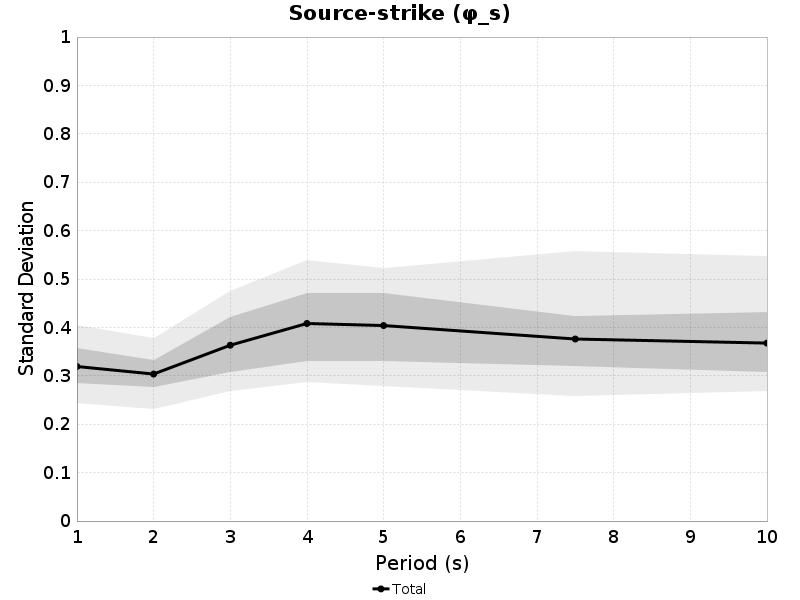 Source-strike (φ_s)
Standard Deviation
1
0.9
0.8
0.7
0.6
0.5
0.4
0.3
0.2
0.1
0
1 2 3 4 5 6 7 8 9 10
Period (s)
Total